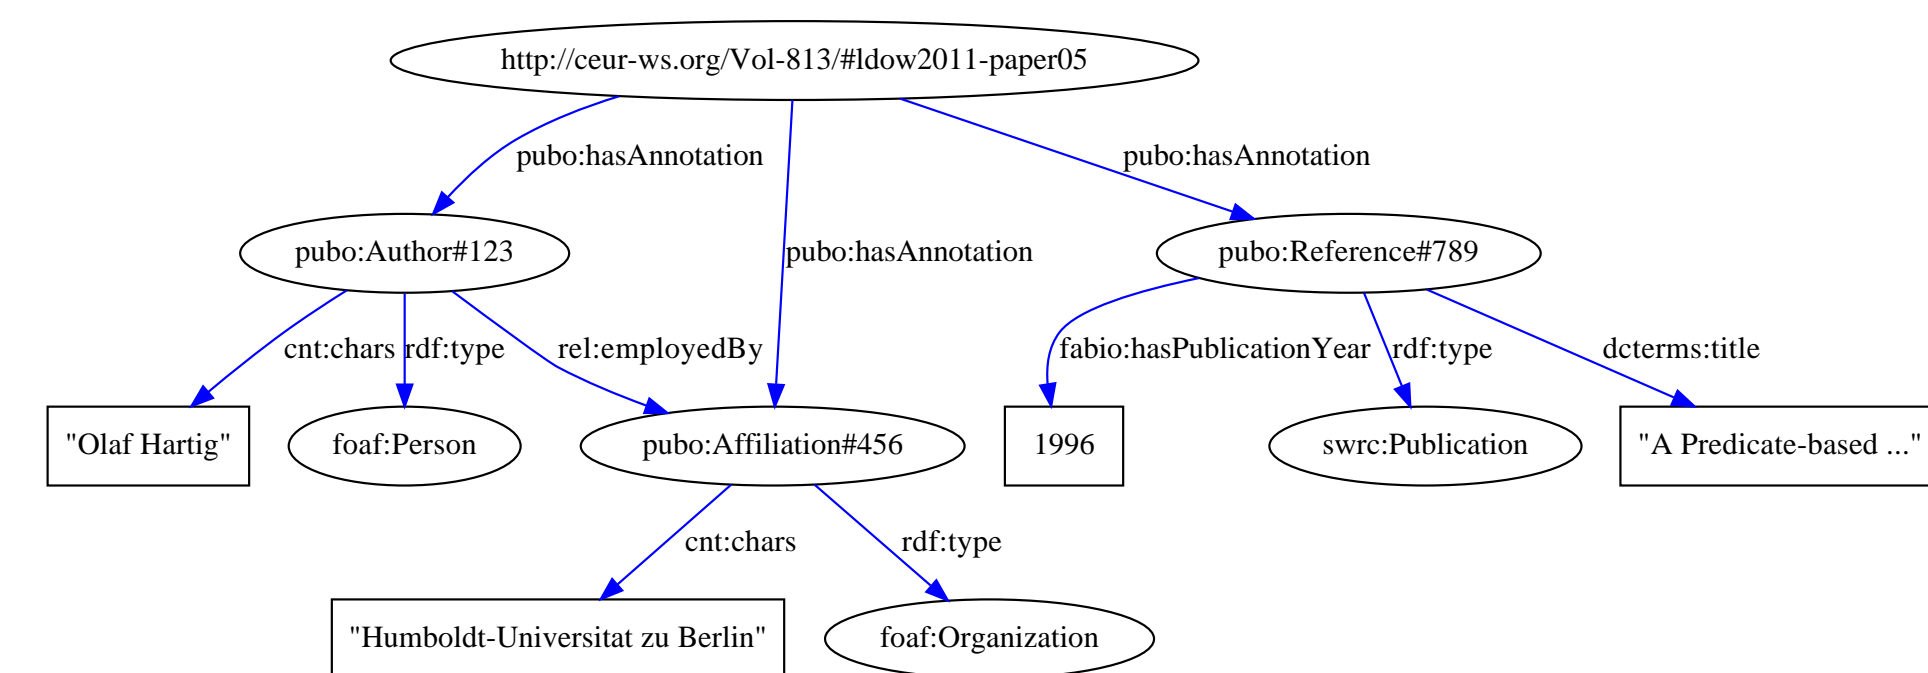 http://ceur-ws.org/Vol-813/#ldow2011-paper05
pubo:hasAnnotation
pubo:hasAnnotation
pubo:hasAnnotation
pubo:Author#123
pubo:Reference#789
cnt:chars
rdf:type
rel:employedBy
fabio:hasPublicationYear
rdf:type
dcterms:title
"Olaf Hartig"
foaf:Person
pubo:Affiliation#456
1996
swrc:Publication
"A Predicate-based ..."
cnt:chars
rdf:type
"Humboldt-Universitat zu Berlin"
foaf:Organization